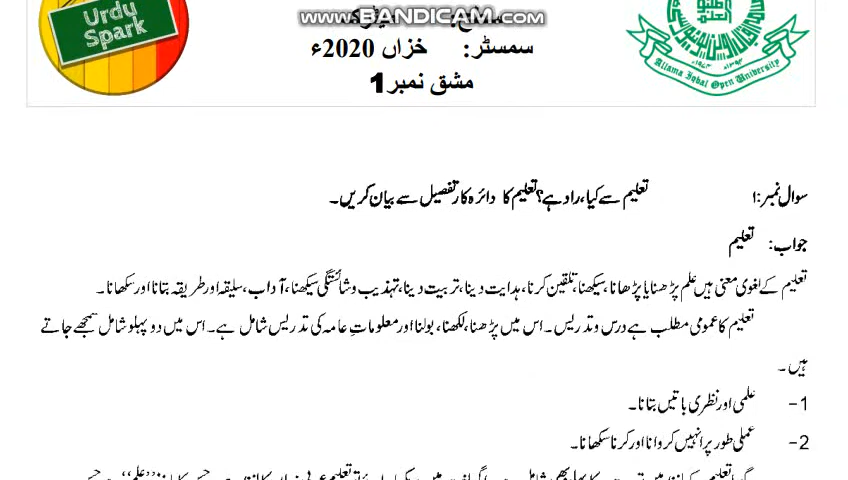 Urdu Spark
www.BANDICAM.com
سمسٹر: خزاں 2020ء
مشق نمبر 1
Allama Iqbal Open University
سوال نمبر: ۱ تعلیم سے کیا مراد ہے؟ تعلیم کا دائرہ کار تفصیل سے بیان کریں۔
جواب: تعلیم
تعلیم کے لغوی معنی ہیں علم پڑھنا یا پڑھانا، سیکھنا، تلقین کرنا، ہدایت دینا، تربیت دینا، تہذیب و شائستگی سیکھنا، آداب، سلیقہ اور طریقہ بتانا اور سکھانا۔
تعلیم کا عمومی مطلب ہے درس و تدریس۔ اس میں پڑھنا، لکھنا، بولنا اور معلوماتِ عامہ کی تدریس شامل ہے۔ اس میں دو پہلو شامل سمجھے جاتے
ہیں۔
1- علمی اور نظری باتیں بتانا۔
2- عملی طور پر انہیں کروانا اور کرنا سکھانا۔